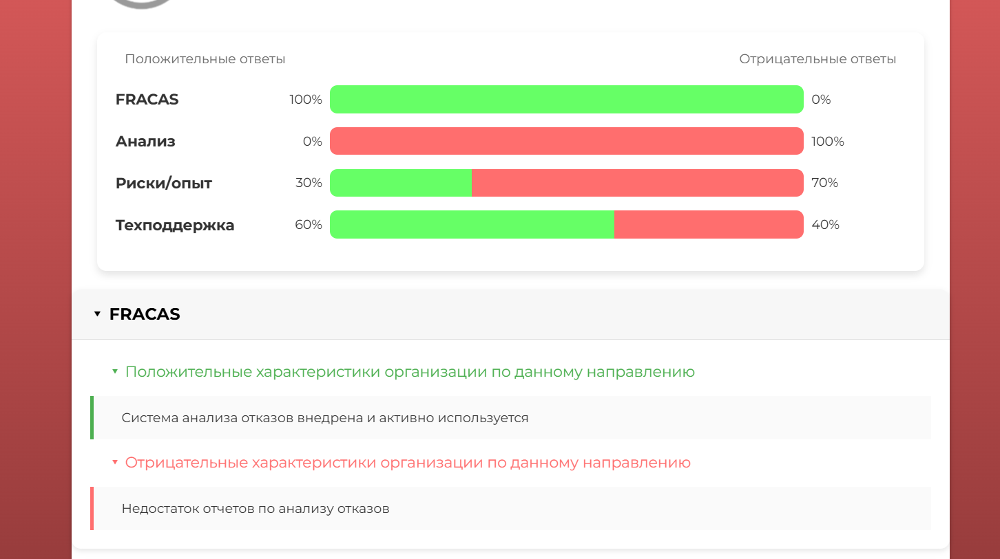 Положительные ответы Отрицательные ответы
FRACAS 100% 0%
Анализ 0% 100%
Риски/опыт 30% 70%
Техподдержка 60% 40%
FRACAS
Положительные характеристики организации по данному направлению
Система анализа отказов внедрена и активно используется
Отрицательные характеристики организации по данному направлению
Недостаток отчетов по анализу отказов